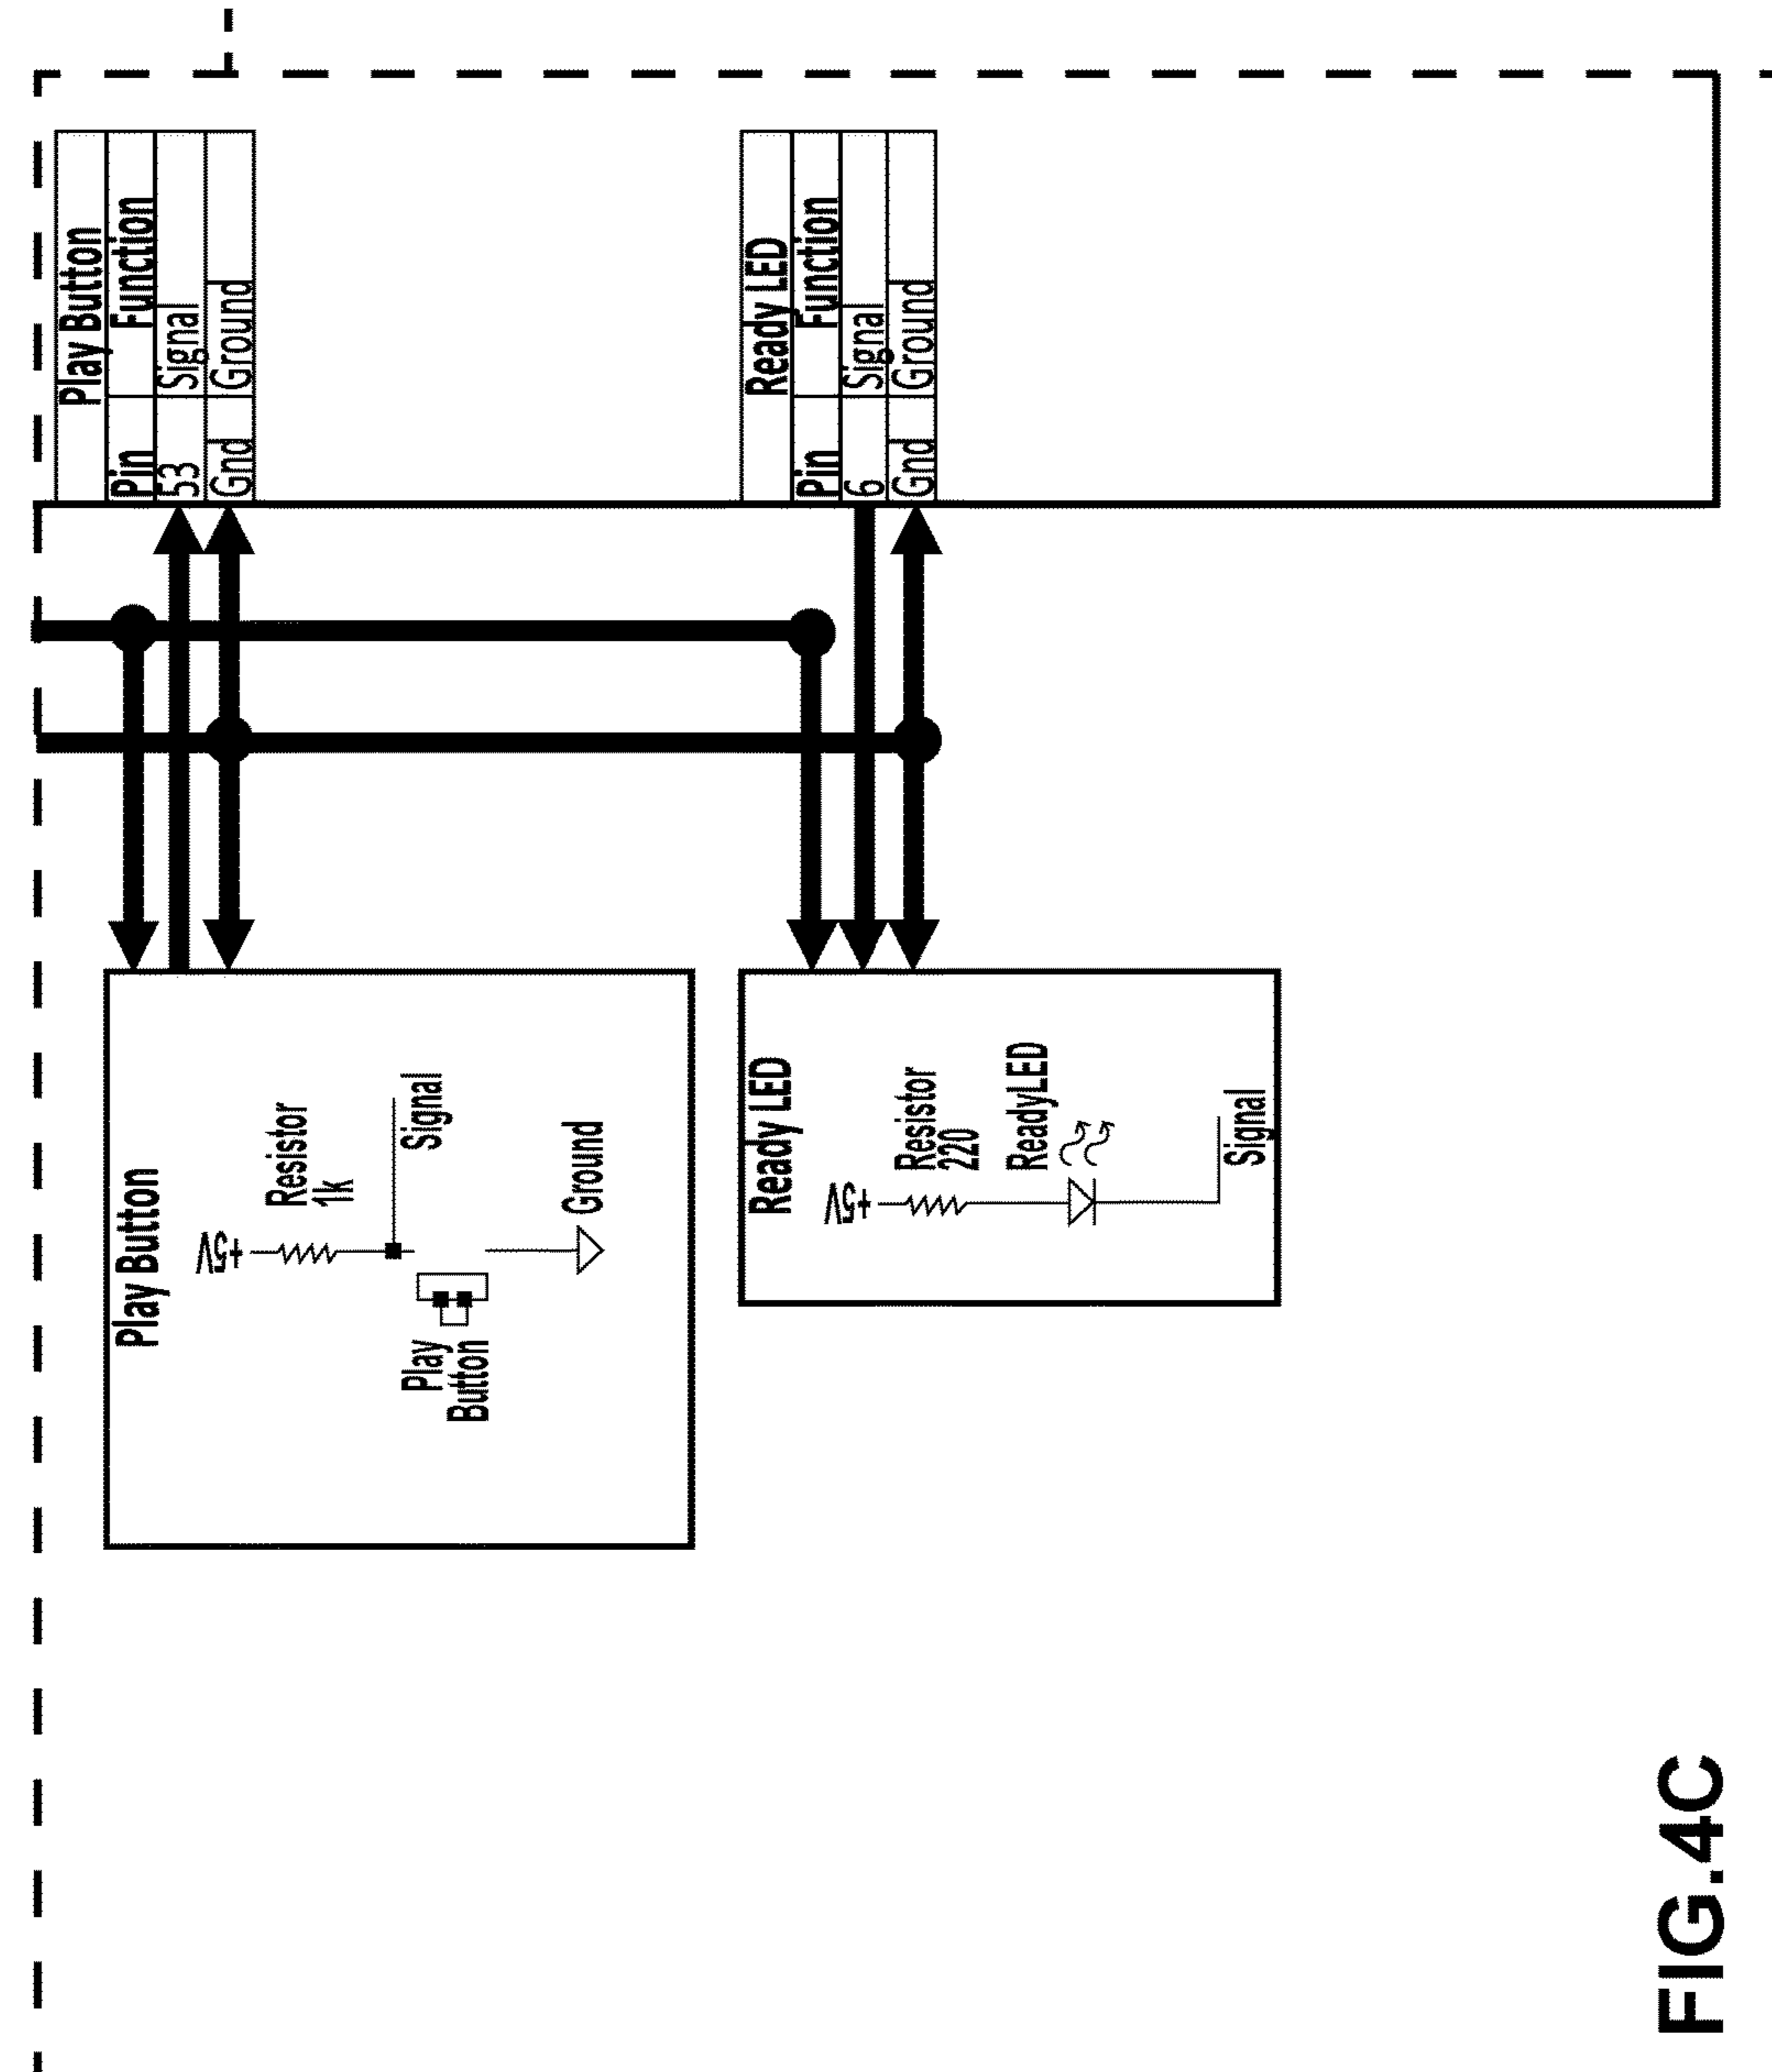 Play Button
+5V
Resistor
1k
Signal
Play
Button
Ground
Play Button
Pin Function
53 Signal
Gnd Ground
Ready LED
+5V
Resistor
220
ReadyLED
Signal
Ready LED
Pin Function
6 Signal
Gnd Ground
FIG.4C